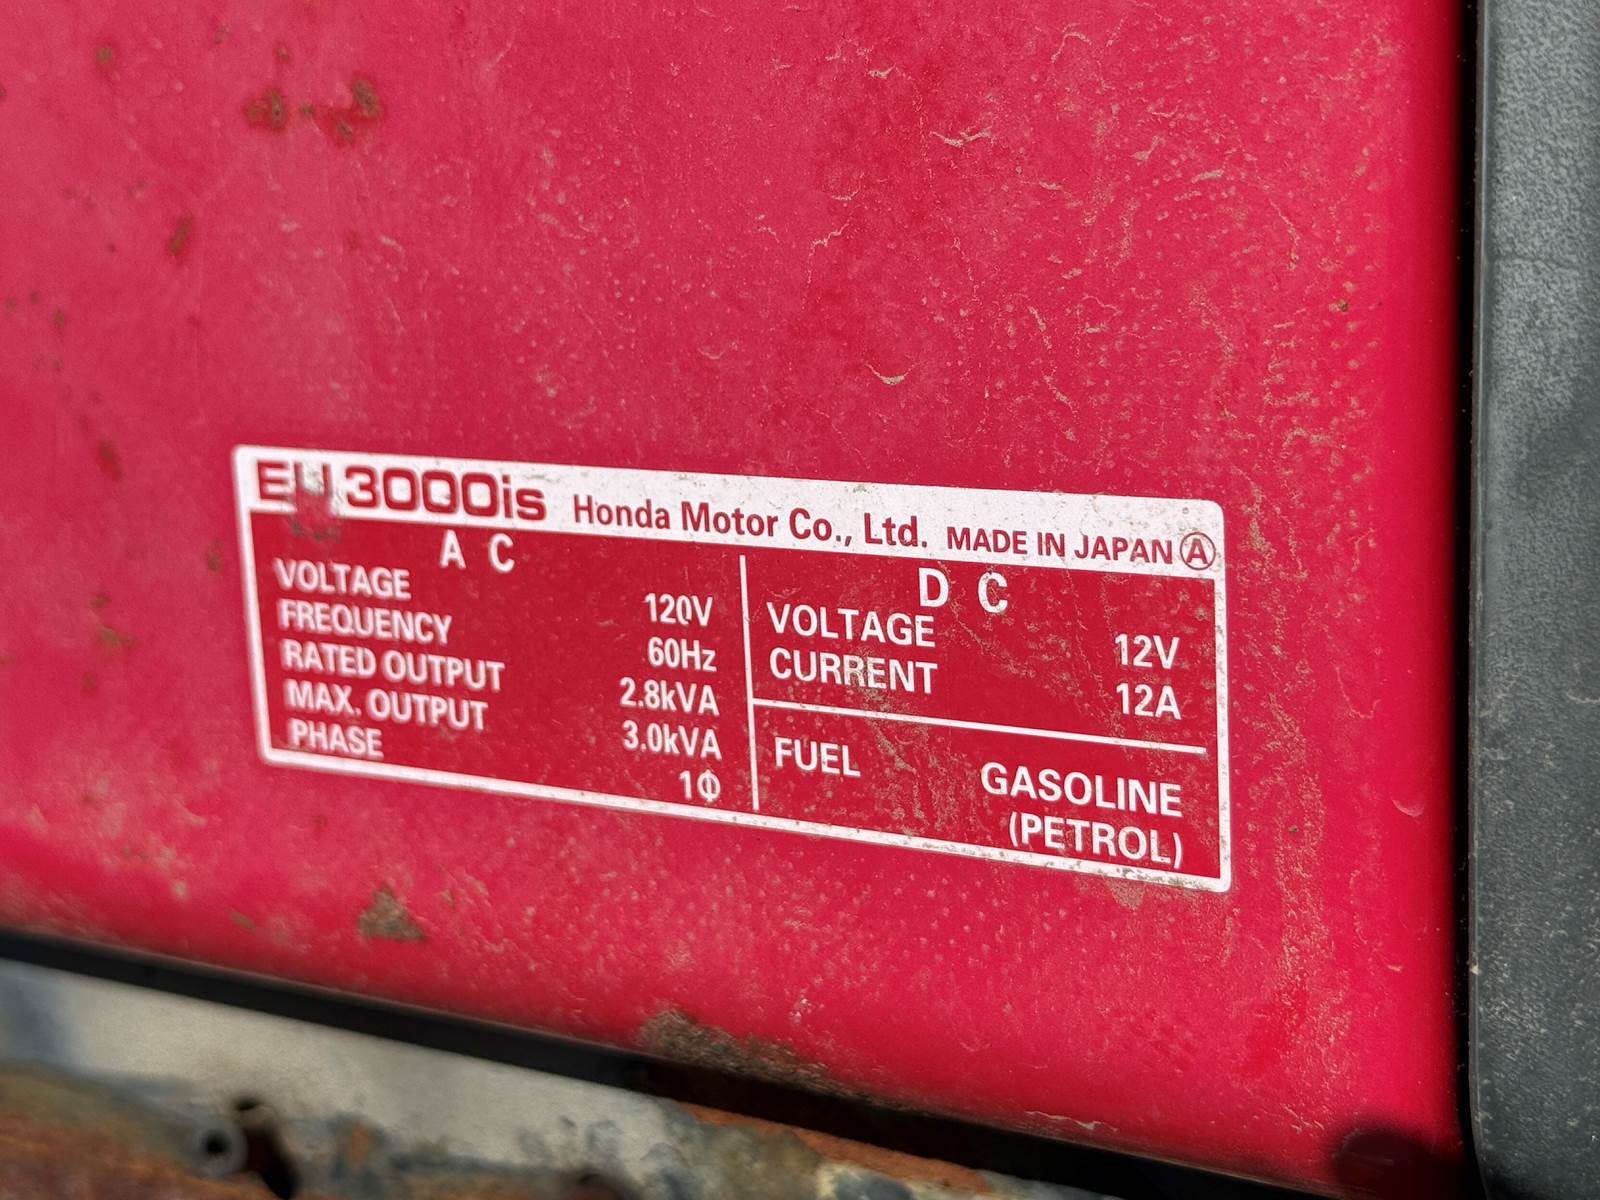 EU3000is Honda Motor Co., Ltd. MADE IN JAPAN Ⓐ
A C
VOLTAGE 120V
FREQUENCY 60Hz
RATED OUTPUT 2.8kVA
MAX. OUTPUT 3.0kVA
PHASE 1Φ
D C
VOLTAGE 12V
CURRENT 12A
FUEL GASOLINE
(PETROL)